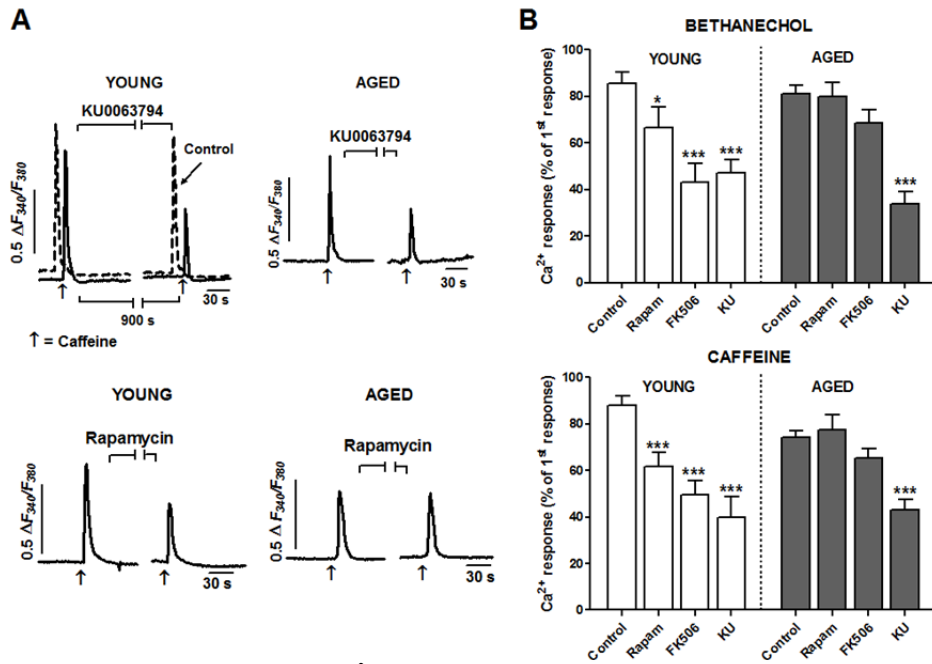 A
YOUNG
KU0063794
Control
0.5 ΔF340/F380
30 s
900 s
↑ = Caffeine
AGED
KU0063794
0.5 ΔF340/F380
30 s
YOUNG
Rapamycin
0.5 ΔF340/F380
30 s
AGED
Rapamycin
0.5 ΔF340/F380
30 s
B
BETHANECHOL
YOUNG
AGED
Ca2+ response (% of 1st response)
100
80
60
40
20
0
*
***
***
***
Control
Rapam
FK506
KU
Control
Rapam
FK506
KU
CAFFEINE
YOUNG
AGED
Ca2+ response (% of 1st response)
100
80
60
40
20
0
***
***
***
***
Control
Rapam
FK506
KU
Control
Rapam
FK506
KU